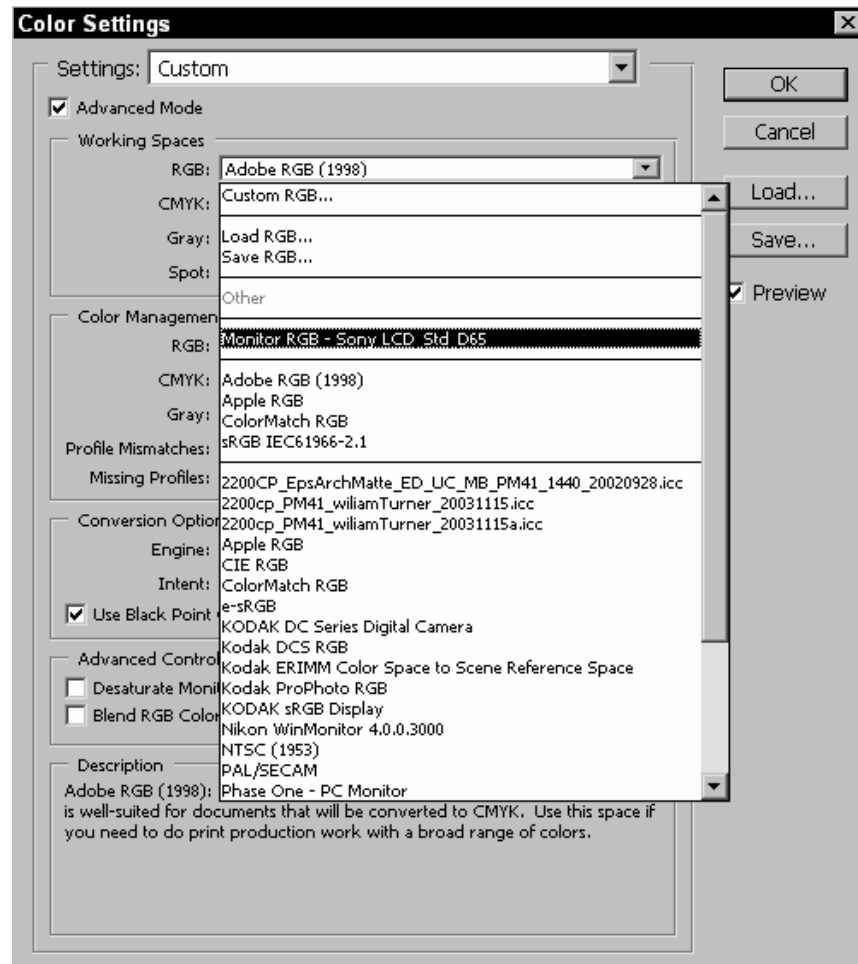 Color Settings
Settings: Custom
Advanced Mode
Working Spaces
RGB: Adobe RGB (1998)
CMYK:
Gray:
Spot:
Custom RGB...
Load RGB...
Save RGB...
Other
Monitor RGB - Sony LCD_Std_D65
Adobe RGB (1998)
Apple RGB
ColorMatch RGB
sRGB IEC61966-2.1
2200CP_EpsArchMatte_ED_UC_MB_PM41_1440_20020928.icc
2200cp_PM41_wiliamTurner_20031115.icc
2200cp_PM41_wiliamTurner_20031115a.icc
Apple RGB
CIE RGB
ColorMatch RGB
e-sRGB
KODAK DC Series Digital Camera
Kodak DCS RGB
Kodak ERIMM Color Space to Scene Reference Space
Kodak ProPhoto RGB
KODAK sRGB Display
Nikon WinMonitor 4.0.0.3000
NTSC (1953)
PAL/SECAM
Phase One - PC Monitor
Color Managemen
RGB:
CMYK:
Gray:
Profile Mismatches:
Missing Profiles:
Conversion Option
Engine:
Intent:
Use Black Point
Advanced Control
Desaturate Moni
Blend RGB Color
Description
Adobe RGB (1998):
is well-suited for documents that will be converted to CMYK. Use this space if
you need to do print production work with a broad range of colors.
OK
Cancel
Load...
Save...
Preview